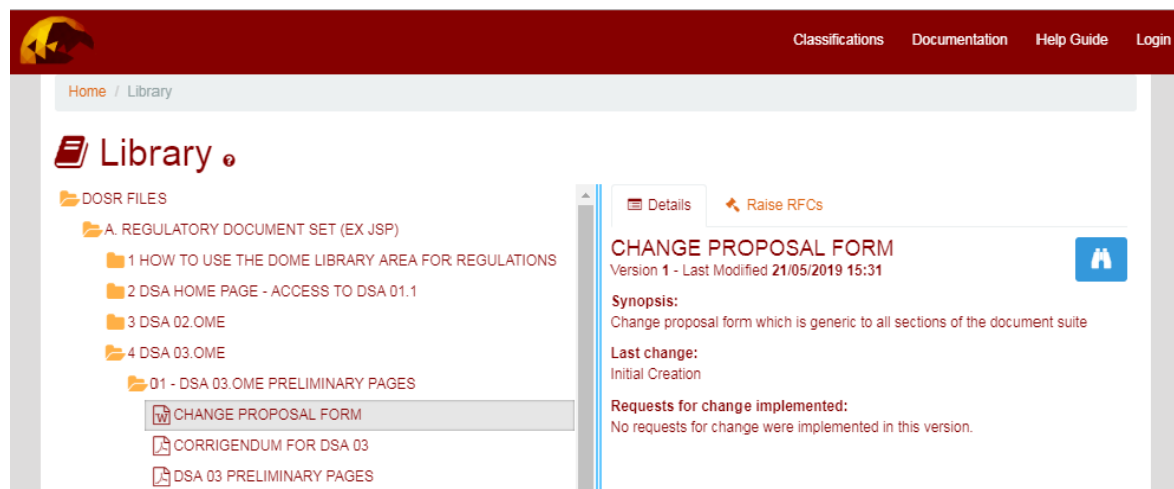 Classifications Documentation Help Guide Login
Home / Library
Library
DOSR FILES
A. REGULATORY DOCUMENT SET (EX JSP)
1 HOW TO USE THE DOME LIBRARY AREA FOR REGULATIONS
2 DSA HOME PAGE - ACCESS TO DSA 01.1
3 DSA 02.OME
4 DSA 03.OME
01 - DSA 03.OME PRELIMINARY PAGES
CHANGE PROPOSAL FORM
CORRIGENDUM FOR DSA 03
DSA 03 PRELIMINARY PAGES
Details Raise RFCs
CHANGE PROPOSAL FORM
Version 1 - Last Modified 21/05/2019 15:31
Synopsis:
Change proposal form which is generic to all sections of the document suite
Last change:
Initial Creation
Requests for change implemented:
No requests for change were implemented in this version.